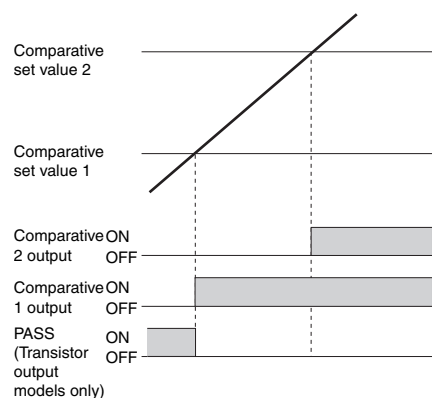 Comparative
set value 2
Comparative
set value 1
Comparative ON
2 output OFF
Comparative ON
1 output OFF
PASS ON
(Transistor OFF
output
models only)